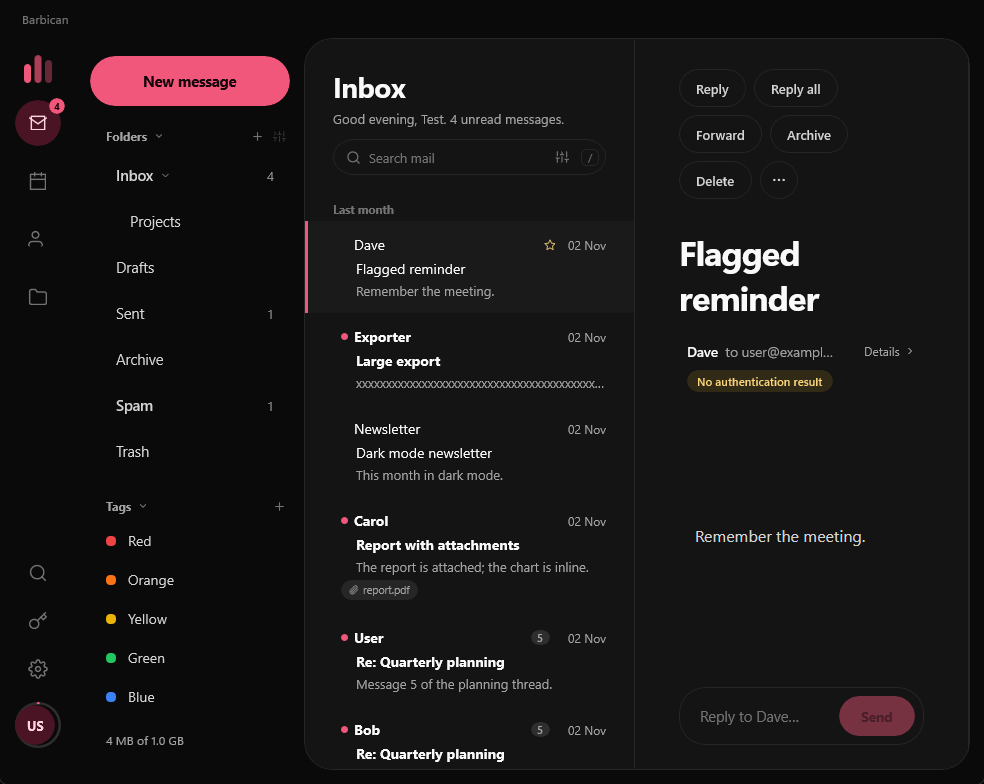 Barbican
4
New message
Folders
Inbox 4
Projects
Drafts
Sent 1
Archive
Spam 1
Trash
Tags
Red
Orange
Yellow
Green
Blue
US
4 MB of 1.0 GB
Inbox
Good evening, Test. 4 unread messages.
Search mail /
Last month
Dave 02 Nov
Flagged reminder
Remember the meeting.
Exporter 02 Nov
Large export
xxxxxxxxxxxxxxxxxxxxxxxxxxxxxxxxxxxxxxxxx...
Newsletter 02 Nov
Dark mode newsletter
This month in dark mode.
Carol 02 Nov
Report with attachments
The report is attached; the chart is inline.
report.pdf
User 5 02 Nov
Re: Quarterly planning
Message 5 of the planning thread.
Bob 5 02 Nov
Re: Quarterly planning
Reply Reply all
Forward Archive
Delete ...
Flagged
reminder
Dave to user@exampl... Details
No authentication result
Remember the meeting.
Reply to Dave... Send